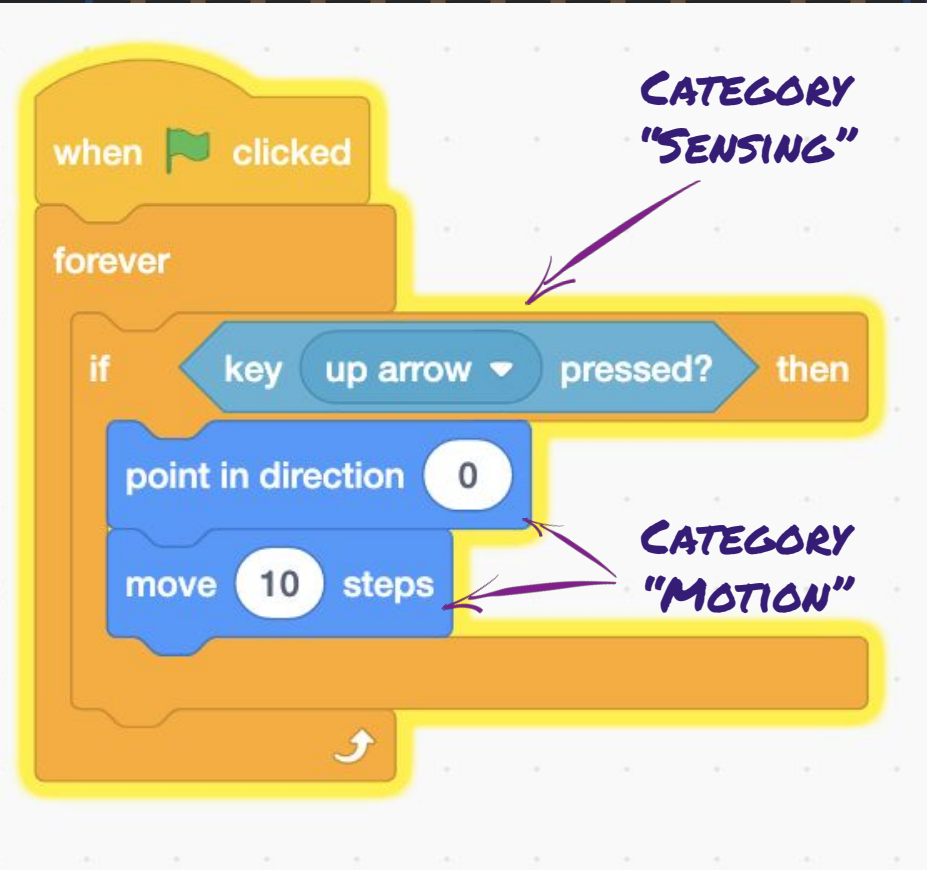 CATEGORY
"SENSING"
when clicked
forever
if key up arrow pressed? then
point in direction 0
CATEGORY
"MOTION"
move 10 steps